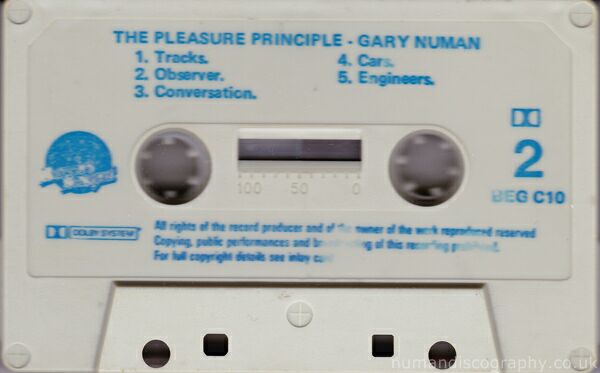 THE PLEASURE PRINCIPLE - GARY NUMAN
1. Tracks.
2. Observer.
3. Conversation.
4. Cars.
5. Engineers.
2
BEG C10
100 50 0
DOLBY SYSTEM
All rights of the record producer and of the owner of the work reproduced reserved
Copying, public performances and broadcasting of this recording prohibited.
For full copyright details see inlay card
numandiscography.co.uk